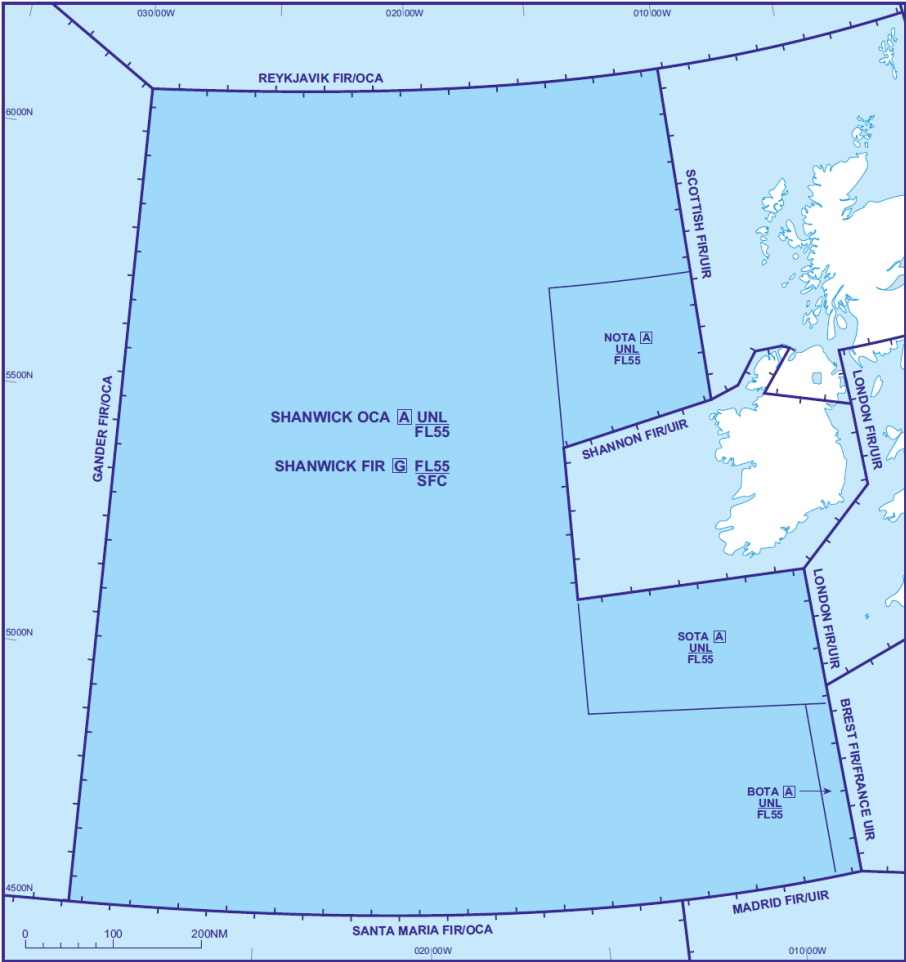 030 00W
020 00W
010 00W
REYKJAVIK FIR/OCA
6000N
SCOTTISH FIR/UIR
NOTA A
UNL
FL55
5500N
GANDER FIR/OCA
SHANWICK OCA A UNL
FL55
SHANWICK FIR G FL55
SFC
SHANNON FIR/UIR
LONDON FIR/UIR
5000N
SOTA A
UNL
FL55
LONDON FIR/UIR
BREST FIR/FRANCE UIR
BOTA A
UNL
FL55
4500N
MADRID FIR/UIR
SANTA MARIA FIR/OCA
0 100 200NM
020 00W
010 00W